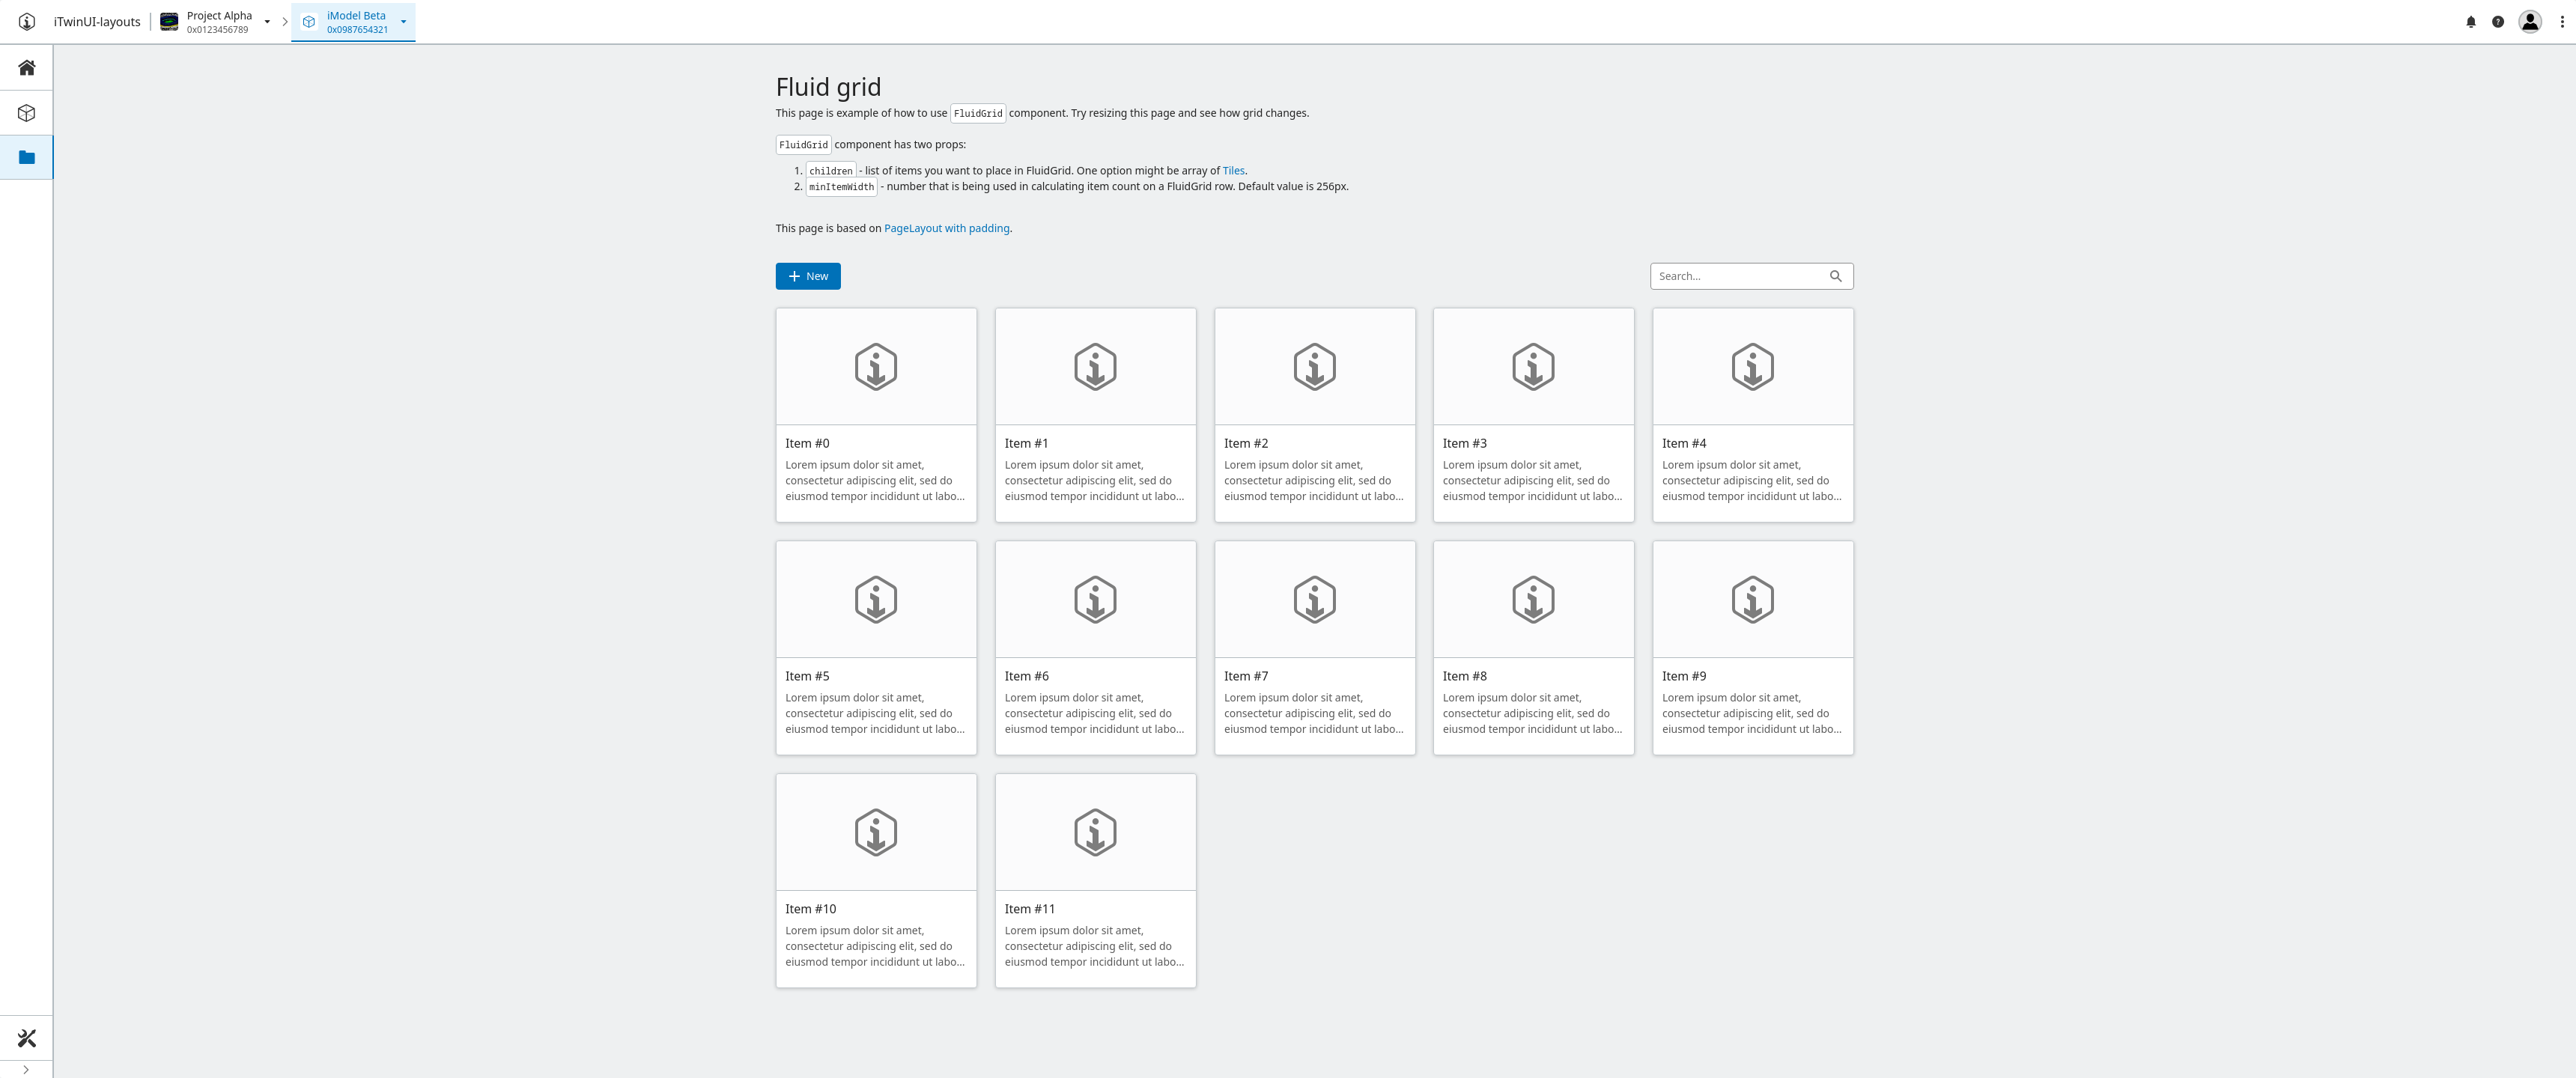 iTwinUI-layouts
Project Alpha
0x0123456789
iModel Beta
0x0987654321
Fluid grid
This page is example of how to use FluidGrid component. Try resizing this page and see how grid changes.
FluidGrid component has two props:
1. children - list of items you want to place in FluidGrid. One option might be array of Tiles.
2. minItemWidth - number that is being used in calculating item count on a FluidGrid row. Default value is 256px.
This page is based on PageLayout with padding.
New
Search...
Item #0
Lorem ipsum dolor sit amet,
consectetur adipiscing elit, sed do
eiusmod tempor incididunt ut labo...
Item #1
Lorem ipsum dolor sit amet,
consectetur adipiscing elit, sed do
eiusmod tempor incididunt ut labo...
Item #2
Lorem ipsum dolor sit amet,
consectetur adipiscing elit, sed do
eiusmod tempor incididunt ut labo...
Item #3
Lorem ipsum dolor sit amet,
consectetur adipiscing elit, sed do
eiusmod tempor incididunt ut labo...
Item #4
Lorem ipsum dolor sit amet,
consectetur adipiscing elit, sed do
eiusmod tempor incididunt ut labo...
Item #5
Lorem ipsum dolor sit amet,
consectetur adipiscing elit, sed do
eiusmod tempor incididunt ut labo...
Item #6
Lorem ipsum dolor sit amet,
consectetur adipiscing elit, sed do
eiusmod tempor incididunt ut labo...
Item #7
Lorem ipsum dolor sit amet,
consectetur adipiscing elit, sed do
eiusmod tempor incididunt ut labo...
Item #8
Lorem ipsum dolor sit amet,
consectetur adipiscing elit, sed do
eiusmod tempor incididunt ut labo...
Item #9
Lorem ipsum dolor sit amet,
consectetur adipiscing elit, sed do
eiusmod tempor incididunt ut labo...
Item #10
Lorem ipsum dolor sit amet,
consectetur adipiscing elit, sed do
eiusmod tempor incididunt ut labo...
Item #11
Lorem ipsum dolor sit amet,
consectetur adipiscing elit, sed do
eiusmod tempor incididunt ut labo...